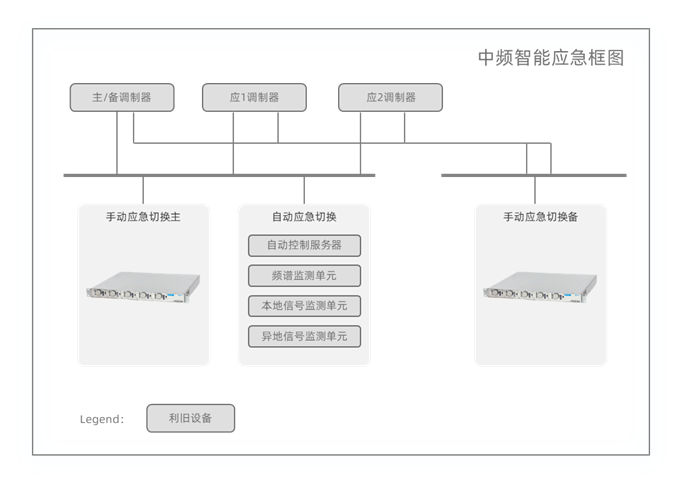 中频智能应急框图
主/备调制器
应1调制器
应2调制器
手动应急切换主
自动应急切换
手动应急切换备
自动控制服务器
频谱监测单元
本地信号监测单元
异地信号监测单元
Legend:
利旧设备